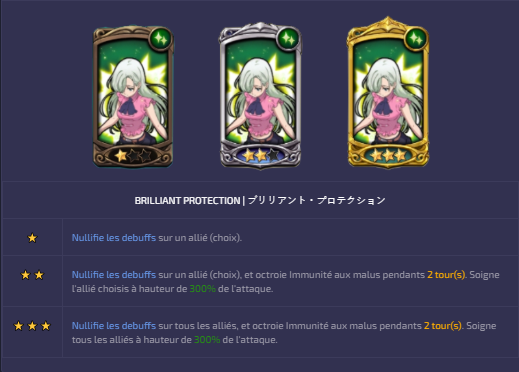 BRILLIANT PROTECTION | ブリリアント・プロテクション
Nullifie les debuffs sur un allié (choix).
Nullifie les debuffs sur un allié (choix), et octroie Immunité aux malus pendants 2 tour(s). Soigne
l'allié choisis à hauteur de 300% de l'attaque.
Nullifie les debuffs sur tous les alliés, et octroie Immunité aux malus pendants 2 tour(s). Soigne
tous les alliés à hauteur de 300% de l'attaque.